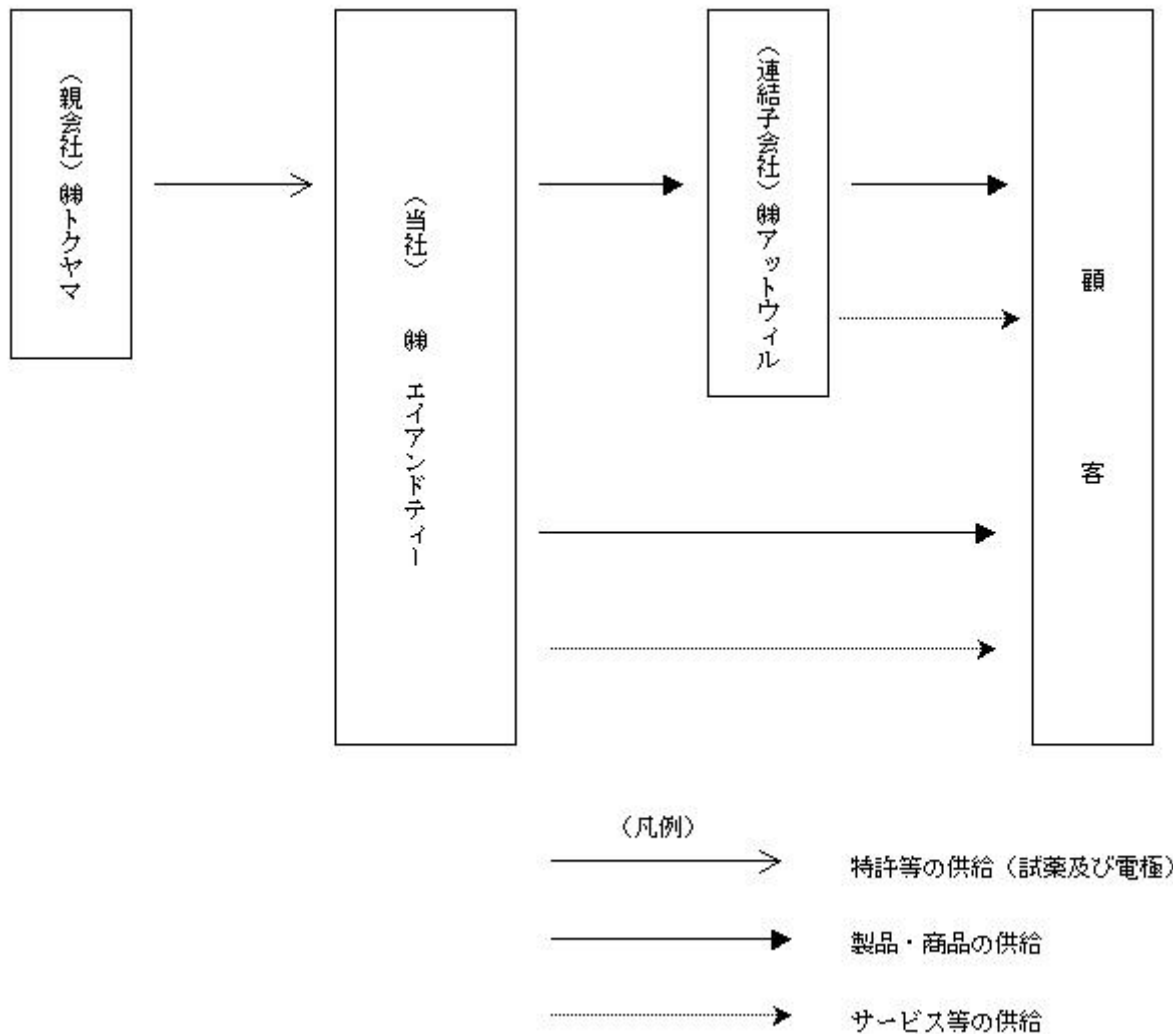 （親会社）㈱トクヤマ
（当社）　㈱　エイアンドティー
（連結子会社）㈱アットウィル
顧客
（凡例）
特許等の供給（試薬及び電極）
製品・商品の供給
サービス等の供給